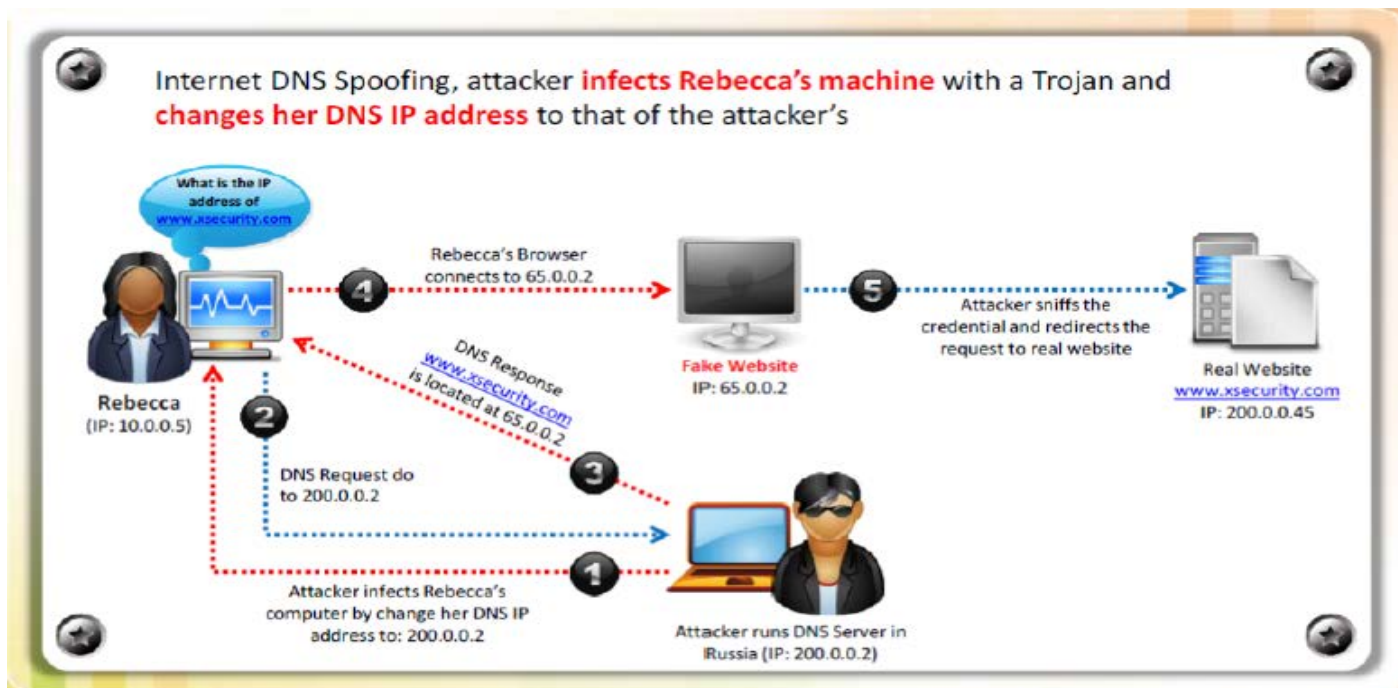 Internet DNS Spoofing, attacker infects Rebecca's machine with a Trojan and
changes her DNS IP address to that of the attacker's
What is the IP
address of
www.xsecurity.com
Rebecca
(IP: 10.0.0.5)
4
Rebecca's Browser
connects to 65.0.0.2
Fake Website
IP: 65.0.0.2
5
Attacker sniffs the
credential and redirects the
request to real website
Real Website
www.xsecurity.com
IP: 200.0.0.45
DNS Response
www.xsecurity.com
is located at 65.0.0.2
3
2
DNS Request do
to 200.0.0.2
1
Attacker infects Rebecca's
computer by change her DNS IP
address to: 200.0.0.2
Attacker runs DNS Server in
Russia (IP: 200.0.0.2)